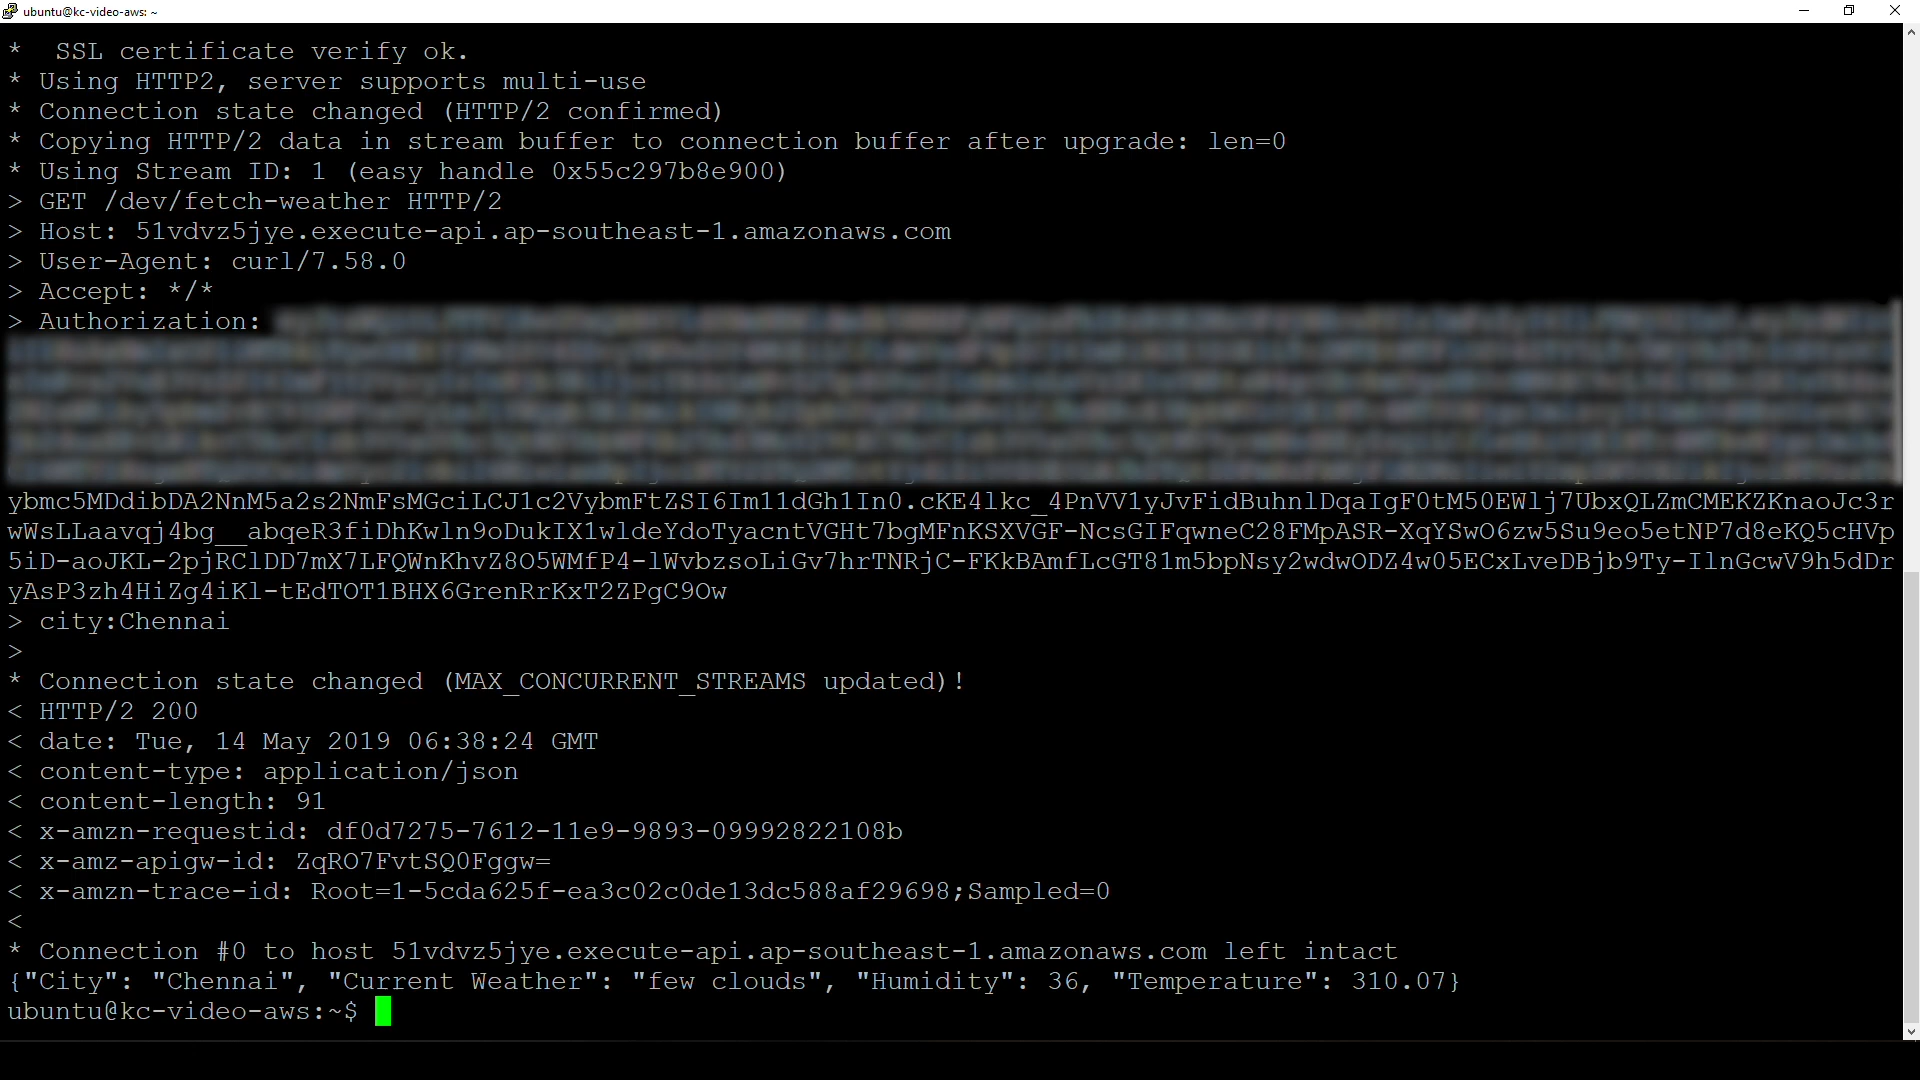 ubuntu@kc-video-aws: ~
*  SSL certificate verify ok.
* Using HTTP2, server supports multi-use
* Connection state changed (HTTP/2 confirmed)
* Copying HTTP/2 data in stream buffer to connection buffer after upgrade: len=0
* Using Stream ID: 1 (easy handle 0x55c297b8e900)
> GET /dev/fetch-weather HTTP/2
> Host: 51vdvz5jye.execute-api.ap-southeast-1.amazonaws.com
> User-Agent: curl/7.58.0
> Accept: */*
> Authorization:
ybmc5MDdibDA2NnM5a2s2NmFsMGciLCJ1c2VybmFtZSI6Im11dGh1In0.cKE4lkc_4PnVV1yJvFidBuhnlDqaIgF0tM50EWlj7UbxQLZmCMEKZKnaoJc3r
wWsLLaavqj4bg__abqeR3fiDhKwln9oDukIX1wldeYdoTyacntVGHt7bgMFnKSXVGF-NcsGIFqwneC28FMpASR-XqYSwO6zw5Su9eo5etNP7d8eKQ5cHVp
5iD-aoJKL-2pjRClDD7mX7LFQWnKhvZ8O5WMfP4-lWvbzsoLiGv7hrTNRjC-FKkBAmfLcGT81m5bpNsy2wdwODZ4w05ECxLveDBjb9Ty-IlnGcwV9h5dDr
yAsP3zh4HiZg4iKl-tEdTOT1BHX6GrenRrKxT2ZPgC9Ow
> city:Chennai
>
* Connection state changed (MAX_CONCURRENT_STREAMS updated)!
< HTTP/2 200
< date: Tue, 14 May 2019 06:38:24 GMT
< content-type: application/json
< content-length: 91
< x-amzn-requestid: df0d7275-7612-11e9-9893-09992822108b
< x-amz-apigw-id: ZqRO7FvtSQ0Fggw=
< x-amzn-trace-id: Root=1-5cda625f-ea3c02c0de13dc588af29698;Sampled=0
<
* Connection #0 to host 51vdvz5jye.execute-api.ap-southeast-1.amazonaws.com left intact
{"City": "Chennai", "Current Weather": "few clouds", "Humidity": 36, "Temperature": 310.07}
ubuntu@kc-video-aws:~$